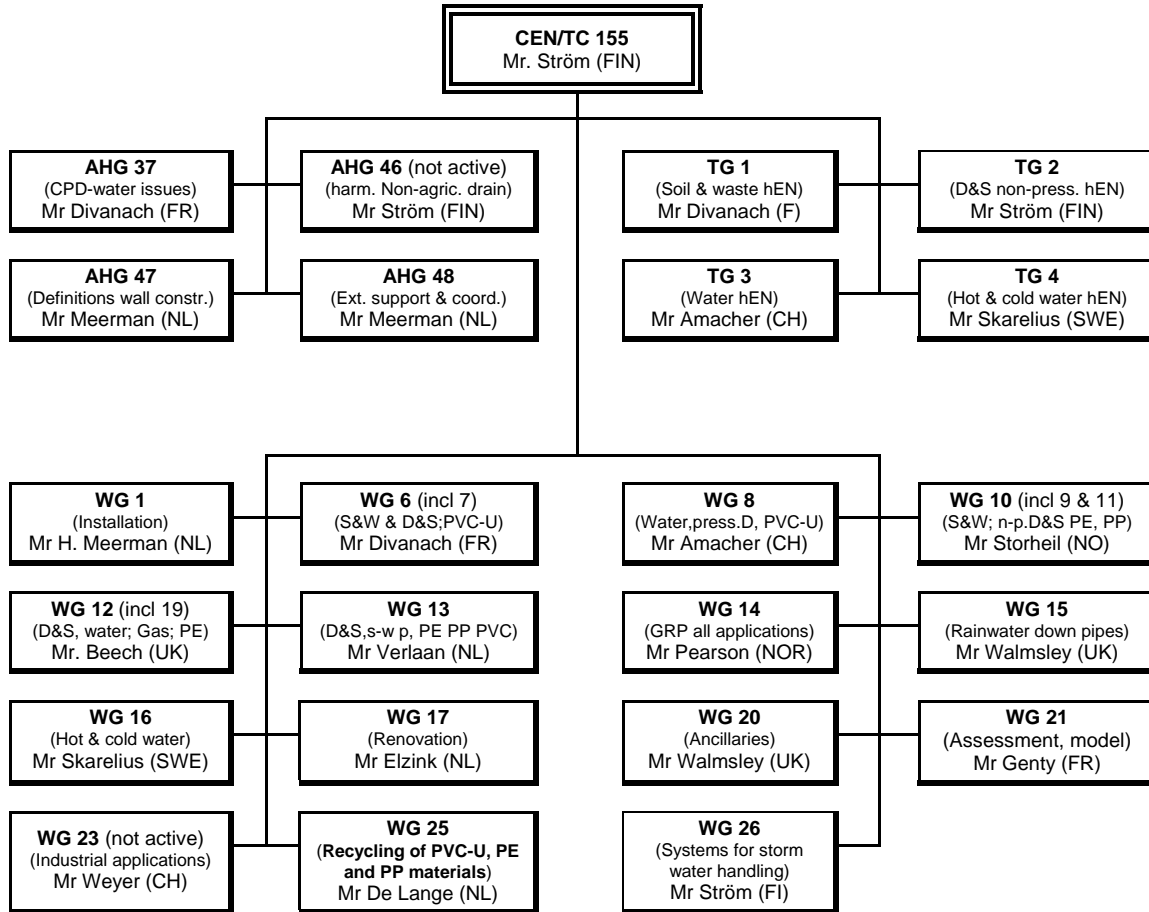 CEN/TC 155
Mr. Ström (FIN)
AHG 37
(CPD-water issues)
Mr Divanach (FR)
AHG 46 (not active)
(harm. Non-agric. drain)
Mr Ström (FIN)
TG 1
(Soil & waste hEN)
Mr Divanach (F)
TG 2
(D&S non-press. hEN)
Mr Ström (FIN)
AHG 47
(Definitions wall constr.)
Mr Meerman (NL)
AHG 48
(Ext. support & coord.)
Mr Meerman (NL)
TG 3
(Water hEN)
Mr Amacher (CH)
TG 4
(Hot & cold water hEN)
Mr Skarelius (SWE)
WG 1
(Installation)
Mr H. Meerman (NL)
WG 6 (incl 7)
(S&W & D&S;PVC-U)
Mr Divanach (FR)
WG 8
(Water,press.D, PVC-U)
Mr Amacher (CH)
WG 10 (incl 9 & 11)
(S&W; n-p.D&S PE, PP)
Mr Storheil (NO)
WG 12 (incl 19)
(D&S, water; Gas; PE)
Mr. Beech (UK)
WG 13
(D&S,s-w p, PE PP PVC)
Mr Verlaan (NL)
WG 14
(GRP all applications)
Mr Pearson (NOR)
WG 15
(Rainwater down pipes)
Mr Walmsley (UK)
WG 16
(Hot & cold water)
Mr Skarelius (SWE)
WG 17
(Renovation)
Mr Elzink (NL)
WG 20
(Ancillaries)
Mr Walmsley (UK)
WG 21
(Assessment, model)
Mr Genty (FR)
WG 23 (not active)
(Industrial applications)
Mr Weyer (CH)
WG 25
(Recycling of PVC-U, PE
and PP materials)
Mr De Lange (NL)
WG 26
(Systems for storm
water handling)
Mr Ström (FI)